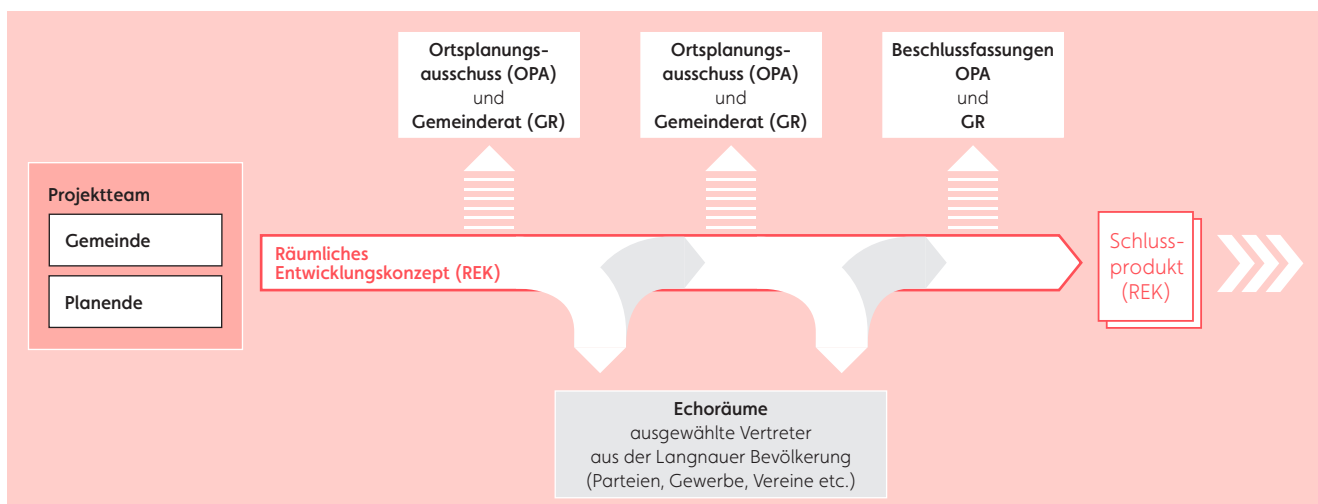 Ortsplanungs-
ausschuss (OPA)
und
Gemeinderat (GR)
Ortsplanungs-
ausschuss (OPA)
und
Gemeinderat (GR)
Beschlussfassungen
OPA
und
GR
Projektteam
Gemeinde
Planende
Räumliches
Entwicklungskonzept (REK)
Schluss-
produkt
(REK)
Echoräume
ausgewählte Vertreter
aus der Langnauer Bevölkerung
(Parteien, Gewerbe, Vereine etc.)